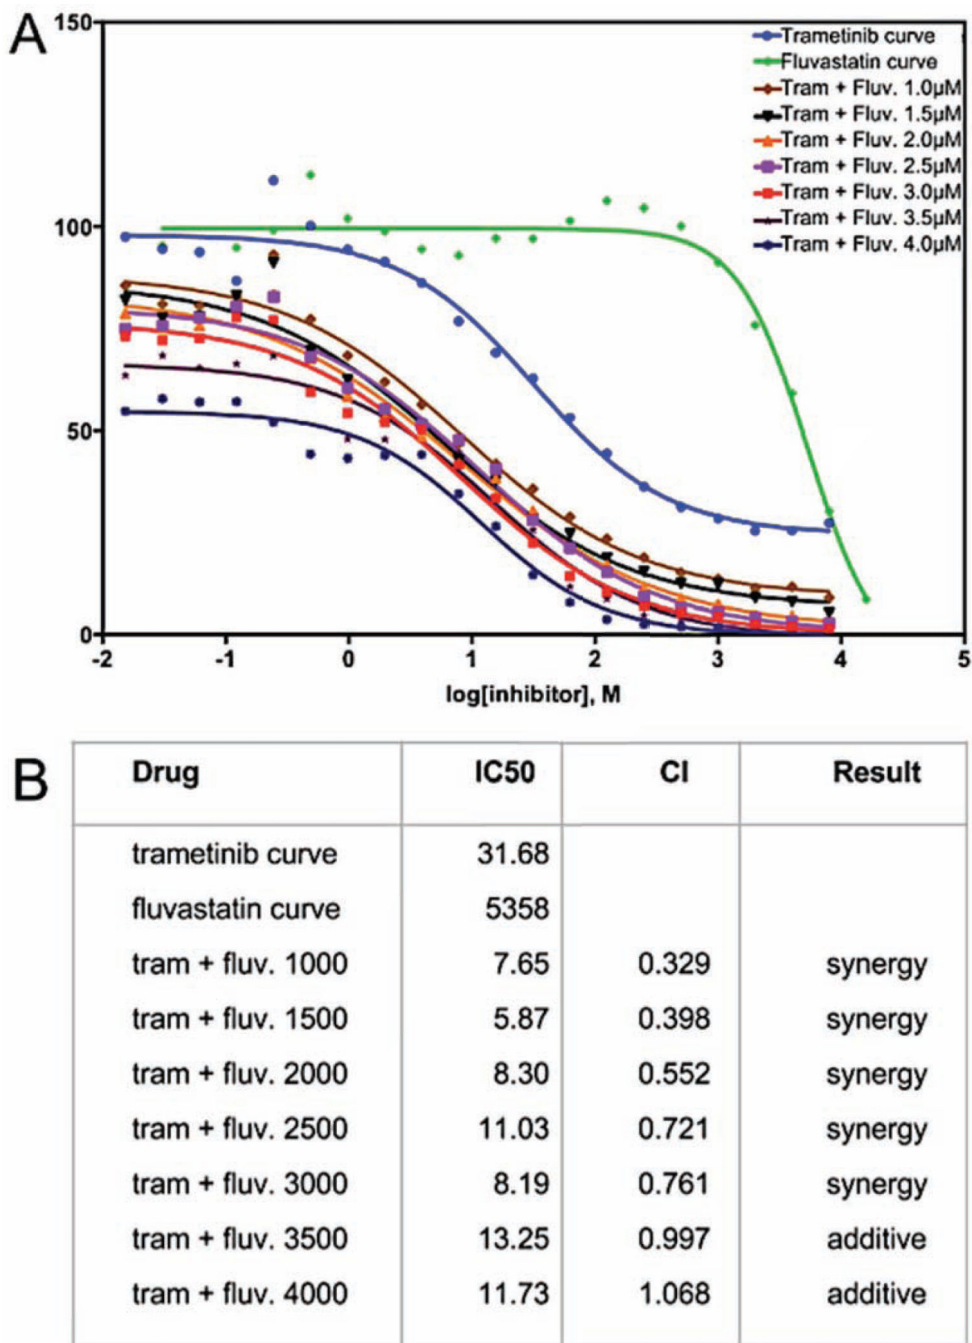 A
150
100
50
0
-2 -1 0 1 2 3 4 5
log[inhibitor], M
Trametinib curve
Fluvastatin curve
Tram + Fluv. 1.0μM
Tram + Fluv. 1.5μM
Tram + Fluv. 2.0μM
Tram + Fluv. 2.5μM
Tram + Fluv. 3.0μM
Tram + Fluv. 3.5μM
Tram + Fluv. 4.0μM
B
Drug IC50 CI Result
trametinib curve 31.68
fluvastatin curve 5358
tram + fluv. 1000 7.65 0.329 synergy
tram + fluv. 1500 5.87 0.398 synergy
tram + fluv. 2000 8.30 0.552 synergy
tram + fluv. 2500 11.03 0.721 synergy
tram + fluv. 3000 8.19 0.761 synergy
tram + fluv. 3500 13.25 0.997 additive
tram + fluv. 4000 11.73 1.068 additive